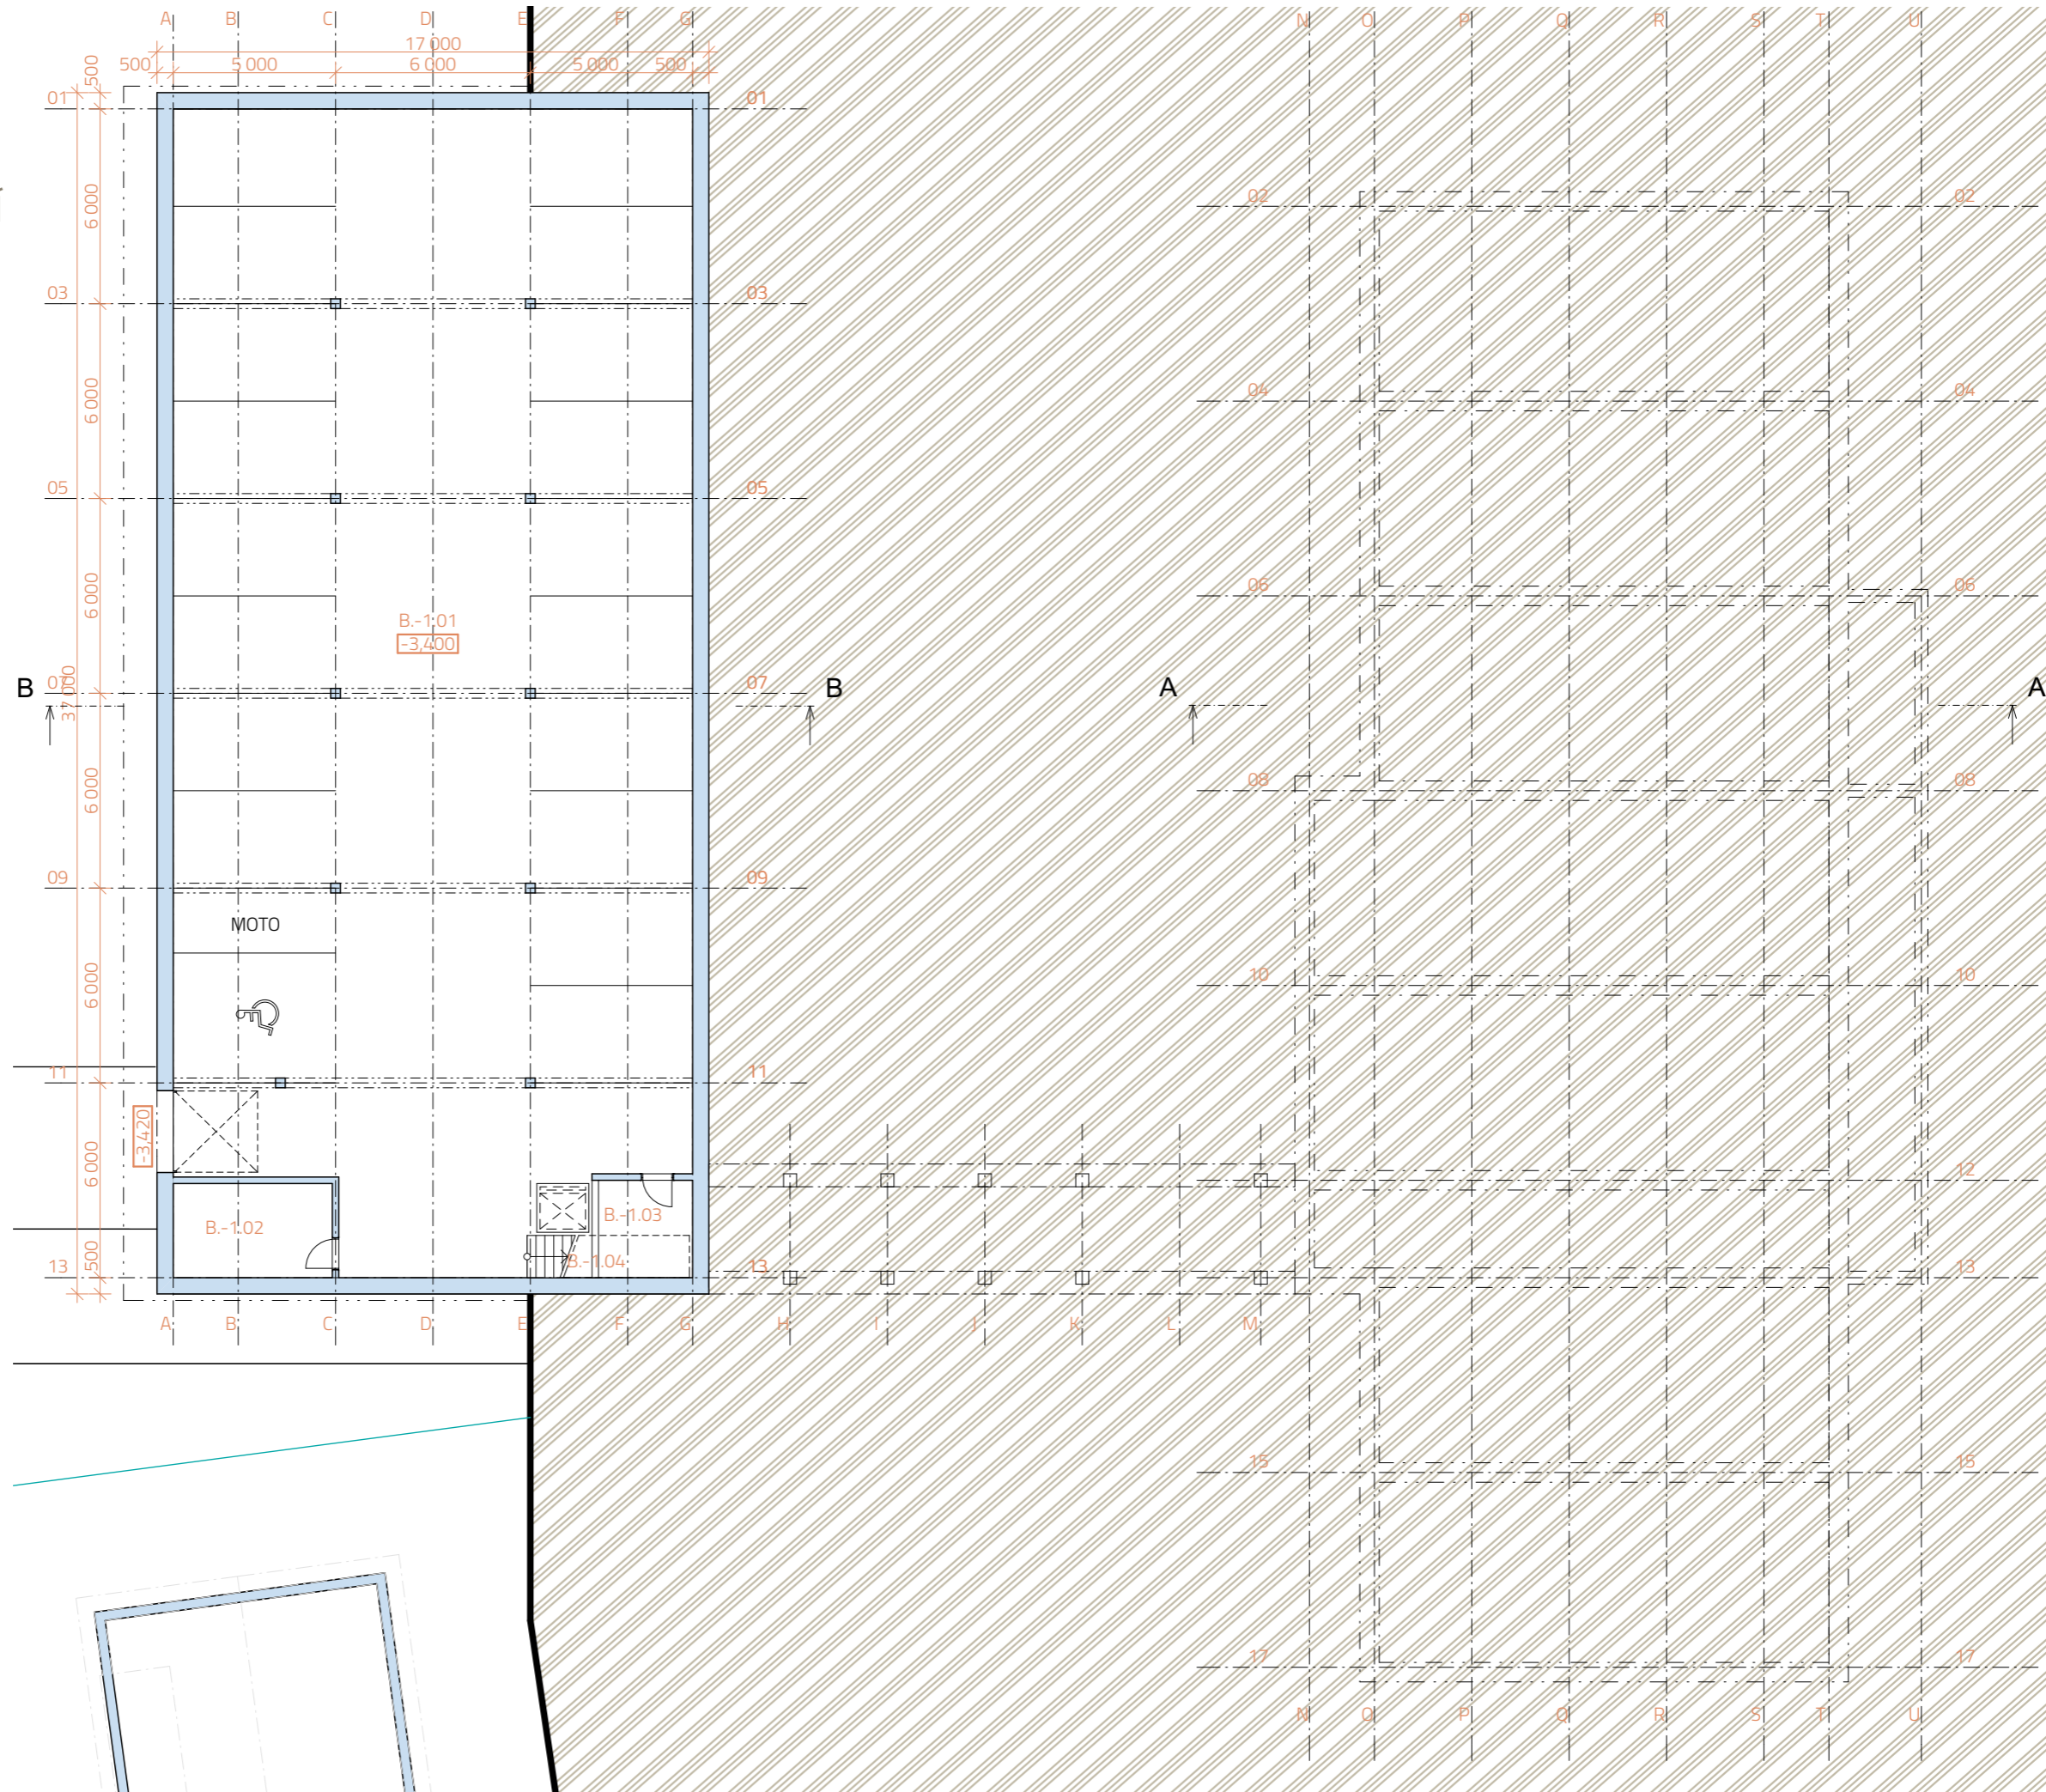 A B C D E F G N O P Q R S T U
17 000
500 5 000 6 000 5 000 500
500
01 01
6 000
02 02
03 03
6 000
04 04
05 05
6 000
06 06
B.-1.01
-3,400
37 000
B 07 07 B A A
6 000
08 08
09 09
MOTO
6 000
10 10
11 11
-3,420
6 000
12 12
B.-1.02 B.-1.03
B.-1.04
500
13 13 13
A B C D E F G H I J K L M
15 15
17 17
N O P Q R S T U